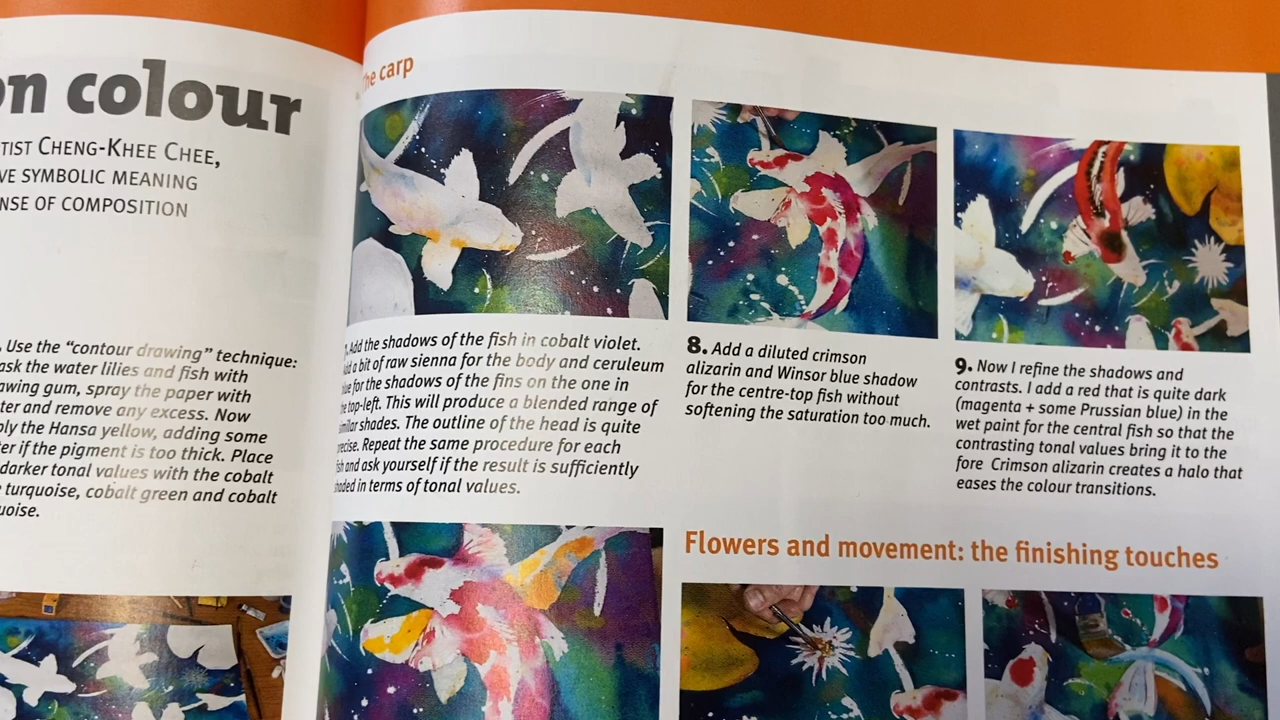 on colour
TIST CHENG-KHEE CHEE,
VE SYMBOLIC MEANING
NSE OF COMPOSITION
. Use the “contour drawing” technique:
ask the water lilies and fish with
awing gum, spray the paper with
ter and remove any excess. Now
ply the Hansa yellow, adding some
ter if the pigment is too thick. Place
darker tonal values with the cobalt
e turquoise, cobalt green and cobalt
uoise.
he carp
. Add the shadows of the fish in cobalt violet.
dd a bit of raw sienna for the body and ceruleum
ue for the shadows of the fins on the one in
he top-left. This will produce a blended range of
imilar shades. The outline of the head is quite
recise. Repeat the same procedure for each
ish and ask yourself if the result is sufficiently
haded in terms of tonal values.
8. Add a diluted crimson
alizarin and Winsor blue shadow
for the centre-top fish without
softening the saturation too much.
9. Now I refine the shadows and
contrasts. I add a red that is quite dark
(magenta + some Prussian blue) in the
wet paint for the central fish so that the
contrasting tonal values bring it to the
fore Crimson alizarin creates a halo that
eases the colour transitions.
Flowers and movement: the finishing touches